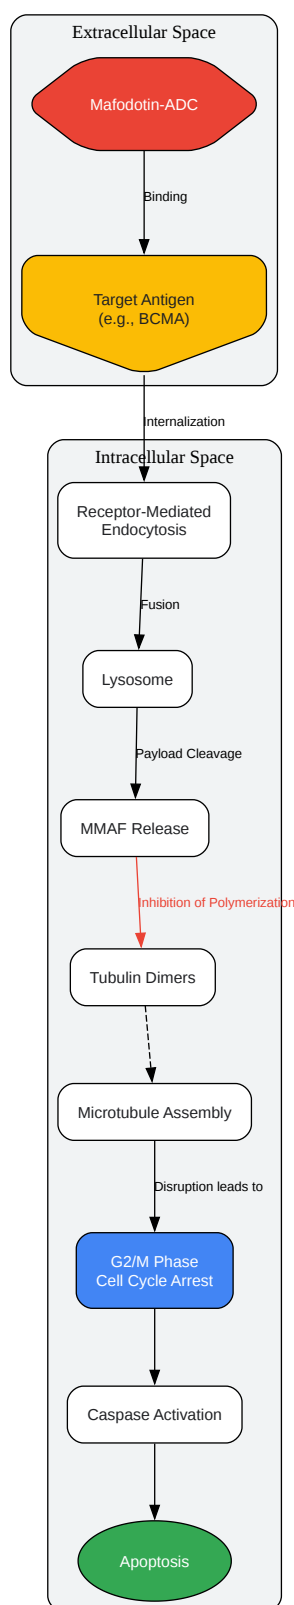 Extracellular Space
Mafodotin-ADC
Binding
Target Antigen
(e.g., BCMA)
Internalization
Intracellular Space
Receptor-Mediated
Endocytosis
Fusion
Lysosome
Payload Cleavage
MMAF Release
Inhibition of Polymerization
Tubulin Dimers
Microtubule Assembly
Disruption leads to
G2/M Phase
Cell Cycle Arrest
Caspase Activation
Apoptosis